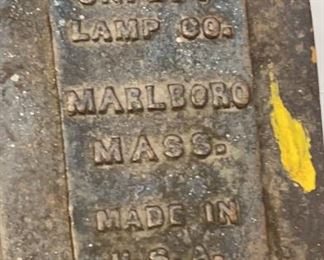 LAMP CO.
MARLBORO
MASS.
MADE IN
U.S.A.